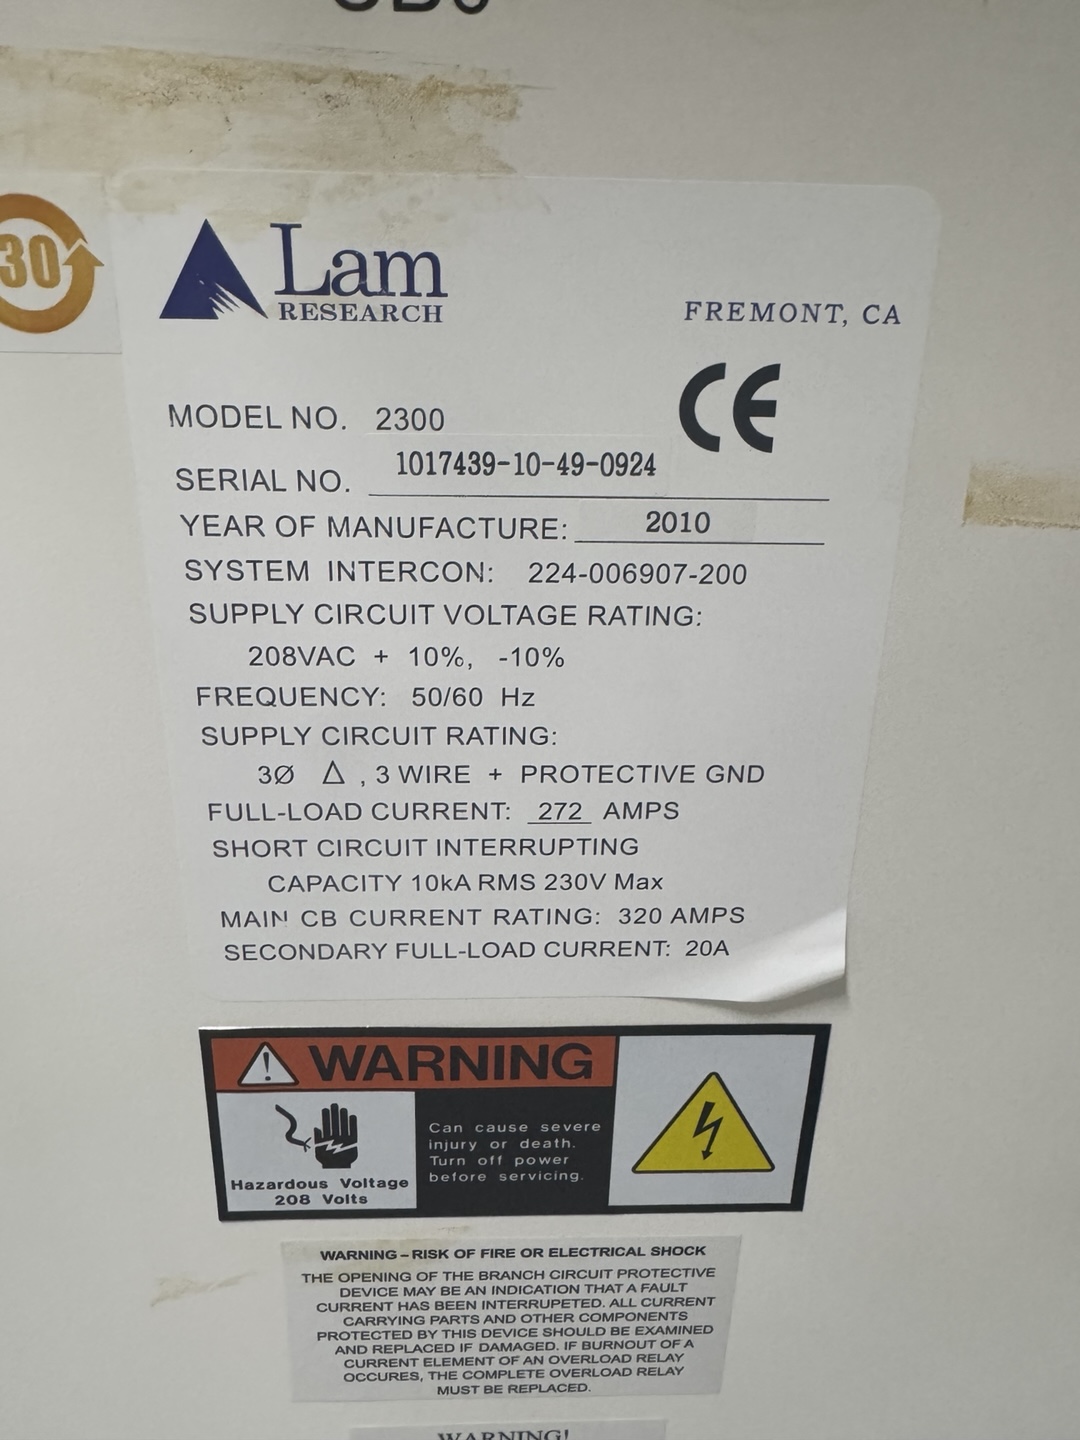 30
Lam
RESEARCH
FREMONT, CA
CE
MODEL NO. 2300
SERIAL NO. 1017439-10-49-0924
YEAR OF MANUFACTURE: 2010
SYSTEM INTERCON: 224-006907-200
SUPPLY CIRCUIT VOLTAGE RATING:
208VAC + 10%, -10%
FREQUENCY: 50/60 Hz
SUPPLY CIRCUIT RATING:
3Ø Δ , 3 WIRE + PROTECTIVE GND
FULL-LOAD CURRENT: 272 AMPS
SHORT CIRCUIT INTERRUPTING
CAPACITY 10kA RMS 230V Max
MAIN CB CURRENT RATING: 320 AMPS
SECONDARY FULL-LOAD CURRENT: 20A
WARNING
Hazardous Voltage
208 Volts
Can cause severe
injury or death.
Turn off power
before servicing.
WARNING – RISK OF FIRE OR ELECTRICAL SHOCK
THE OPENING OF THE BRANCH CIRCUIT PROTECTIVE
DEVICE MAY BE AN INDICATION THAT A FAULT
CURRENT HAS BEEN INTERRUPETED. ALL CURRENT
CARRYING PARTS AND OTHER COMPONENTS
PROTECTED BY THIS DEVICE SHOULD BE EXAMINED
AND REPLACED IF DAMAGED. IF BURNOUT OF A
CURRENT ELEMENT OF AN OVERLOAD RELAY
OCCURES, THE COMPLETE OVERLOAD RELAY
MUST BE REPLACED.
WARNING!